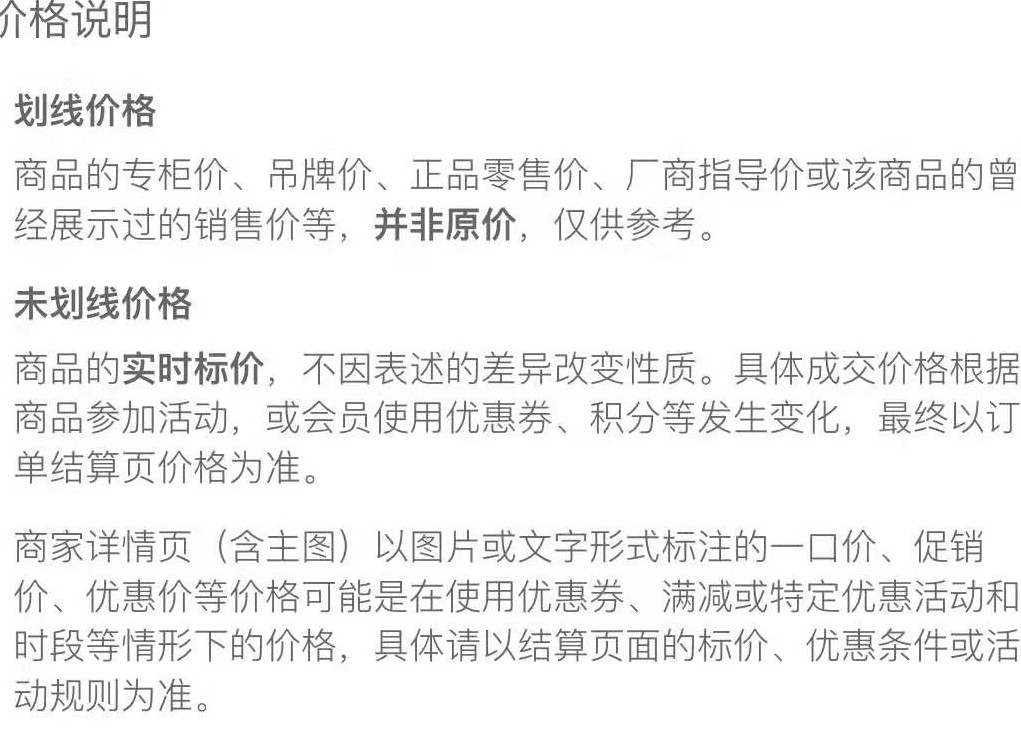 价格说明
划线价格
商品的专柜价、吊牌价、正品零售价、厂商指导价或该商品的曾
经展示过的销售价等，并非原价，仅供参考。
未划线价格
商品的实时标价，不因表述的差异改变性质。具体成交价格根据
商品参加活动，或会员使用优惠券、积分等发生变化，最终以订
单结算页价格为准。
商家详情页（含主图）以图片或文字形式标注的一口价、促销
价、优惠价等价格可能是在使用优惠券、满减或特定优惠活动和
时段等情形下的价格，具体请以结算页面的标价、优惠条件或活
动规则为准。